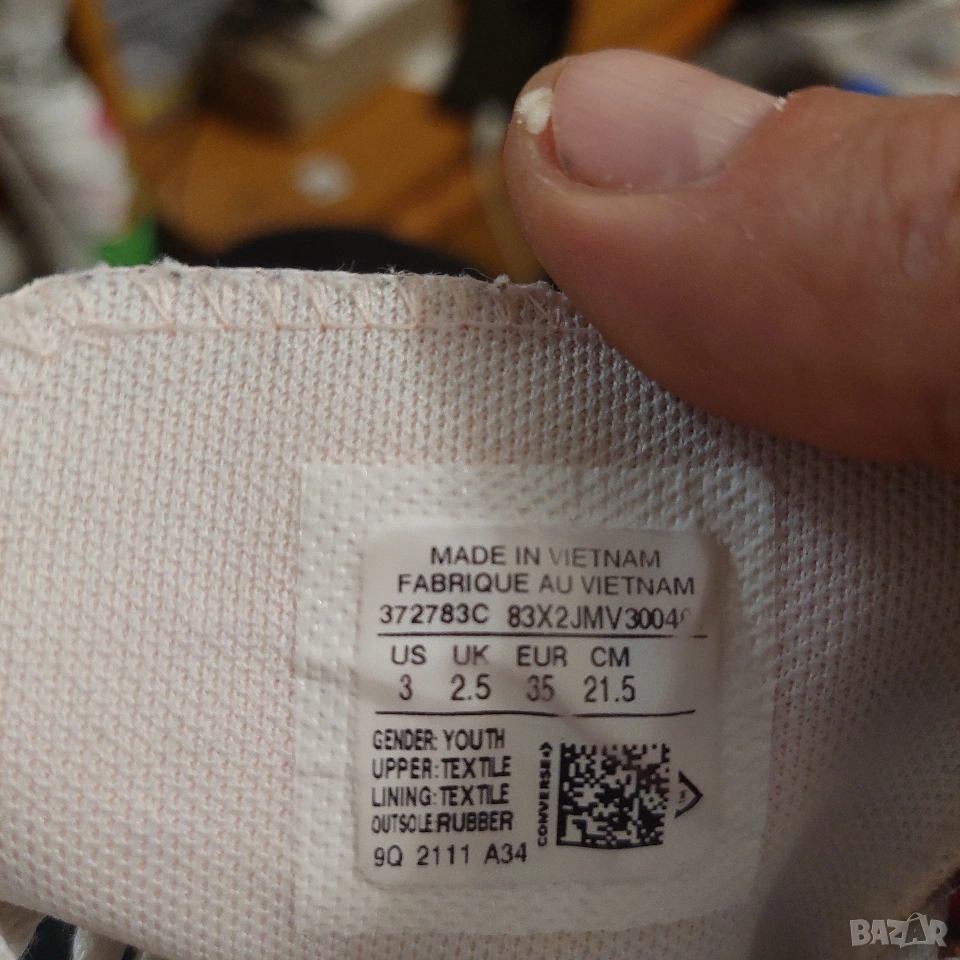 MADE IN VIETNAM
FABRIQUE AU VIETNAM
372783C
US UK EUR CM
3 2.5 35 21.5
GENDER: YOUTH
UPPER: TEXTILE
LINING: TEXTILE
OUTSOLE: RUBBER
CONVERSE
9Q 2111 A34
BAZAR